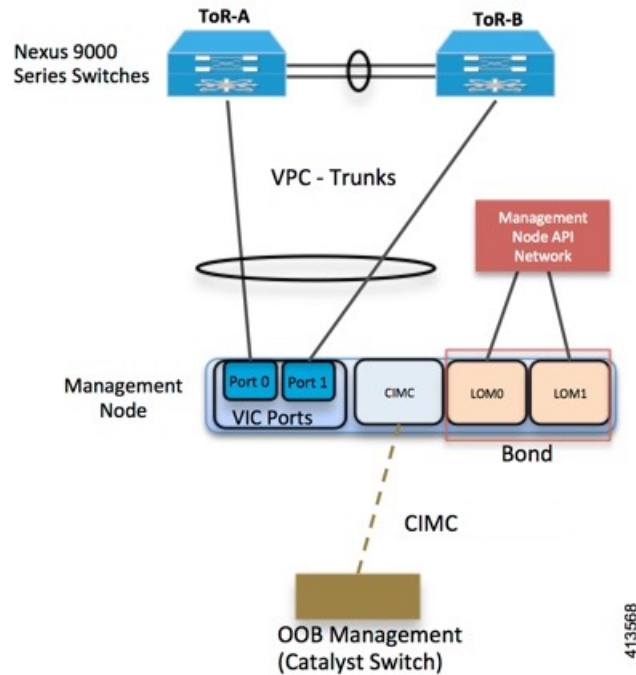 ToR-A
ToR-B
Nexus 9000
Series Switches
VPC - Trunks
Management
Node API
Network
Management
Node
Port 0
Port 1
VIC Ports
CIMC
LOM0
LOM1
Bond
CIMC
OOB Management
(Catalyst Switch)
413568